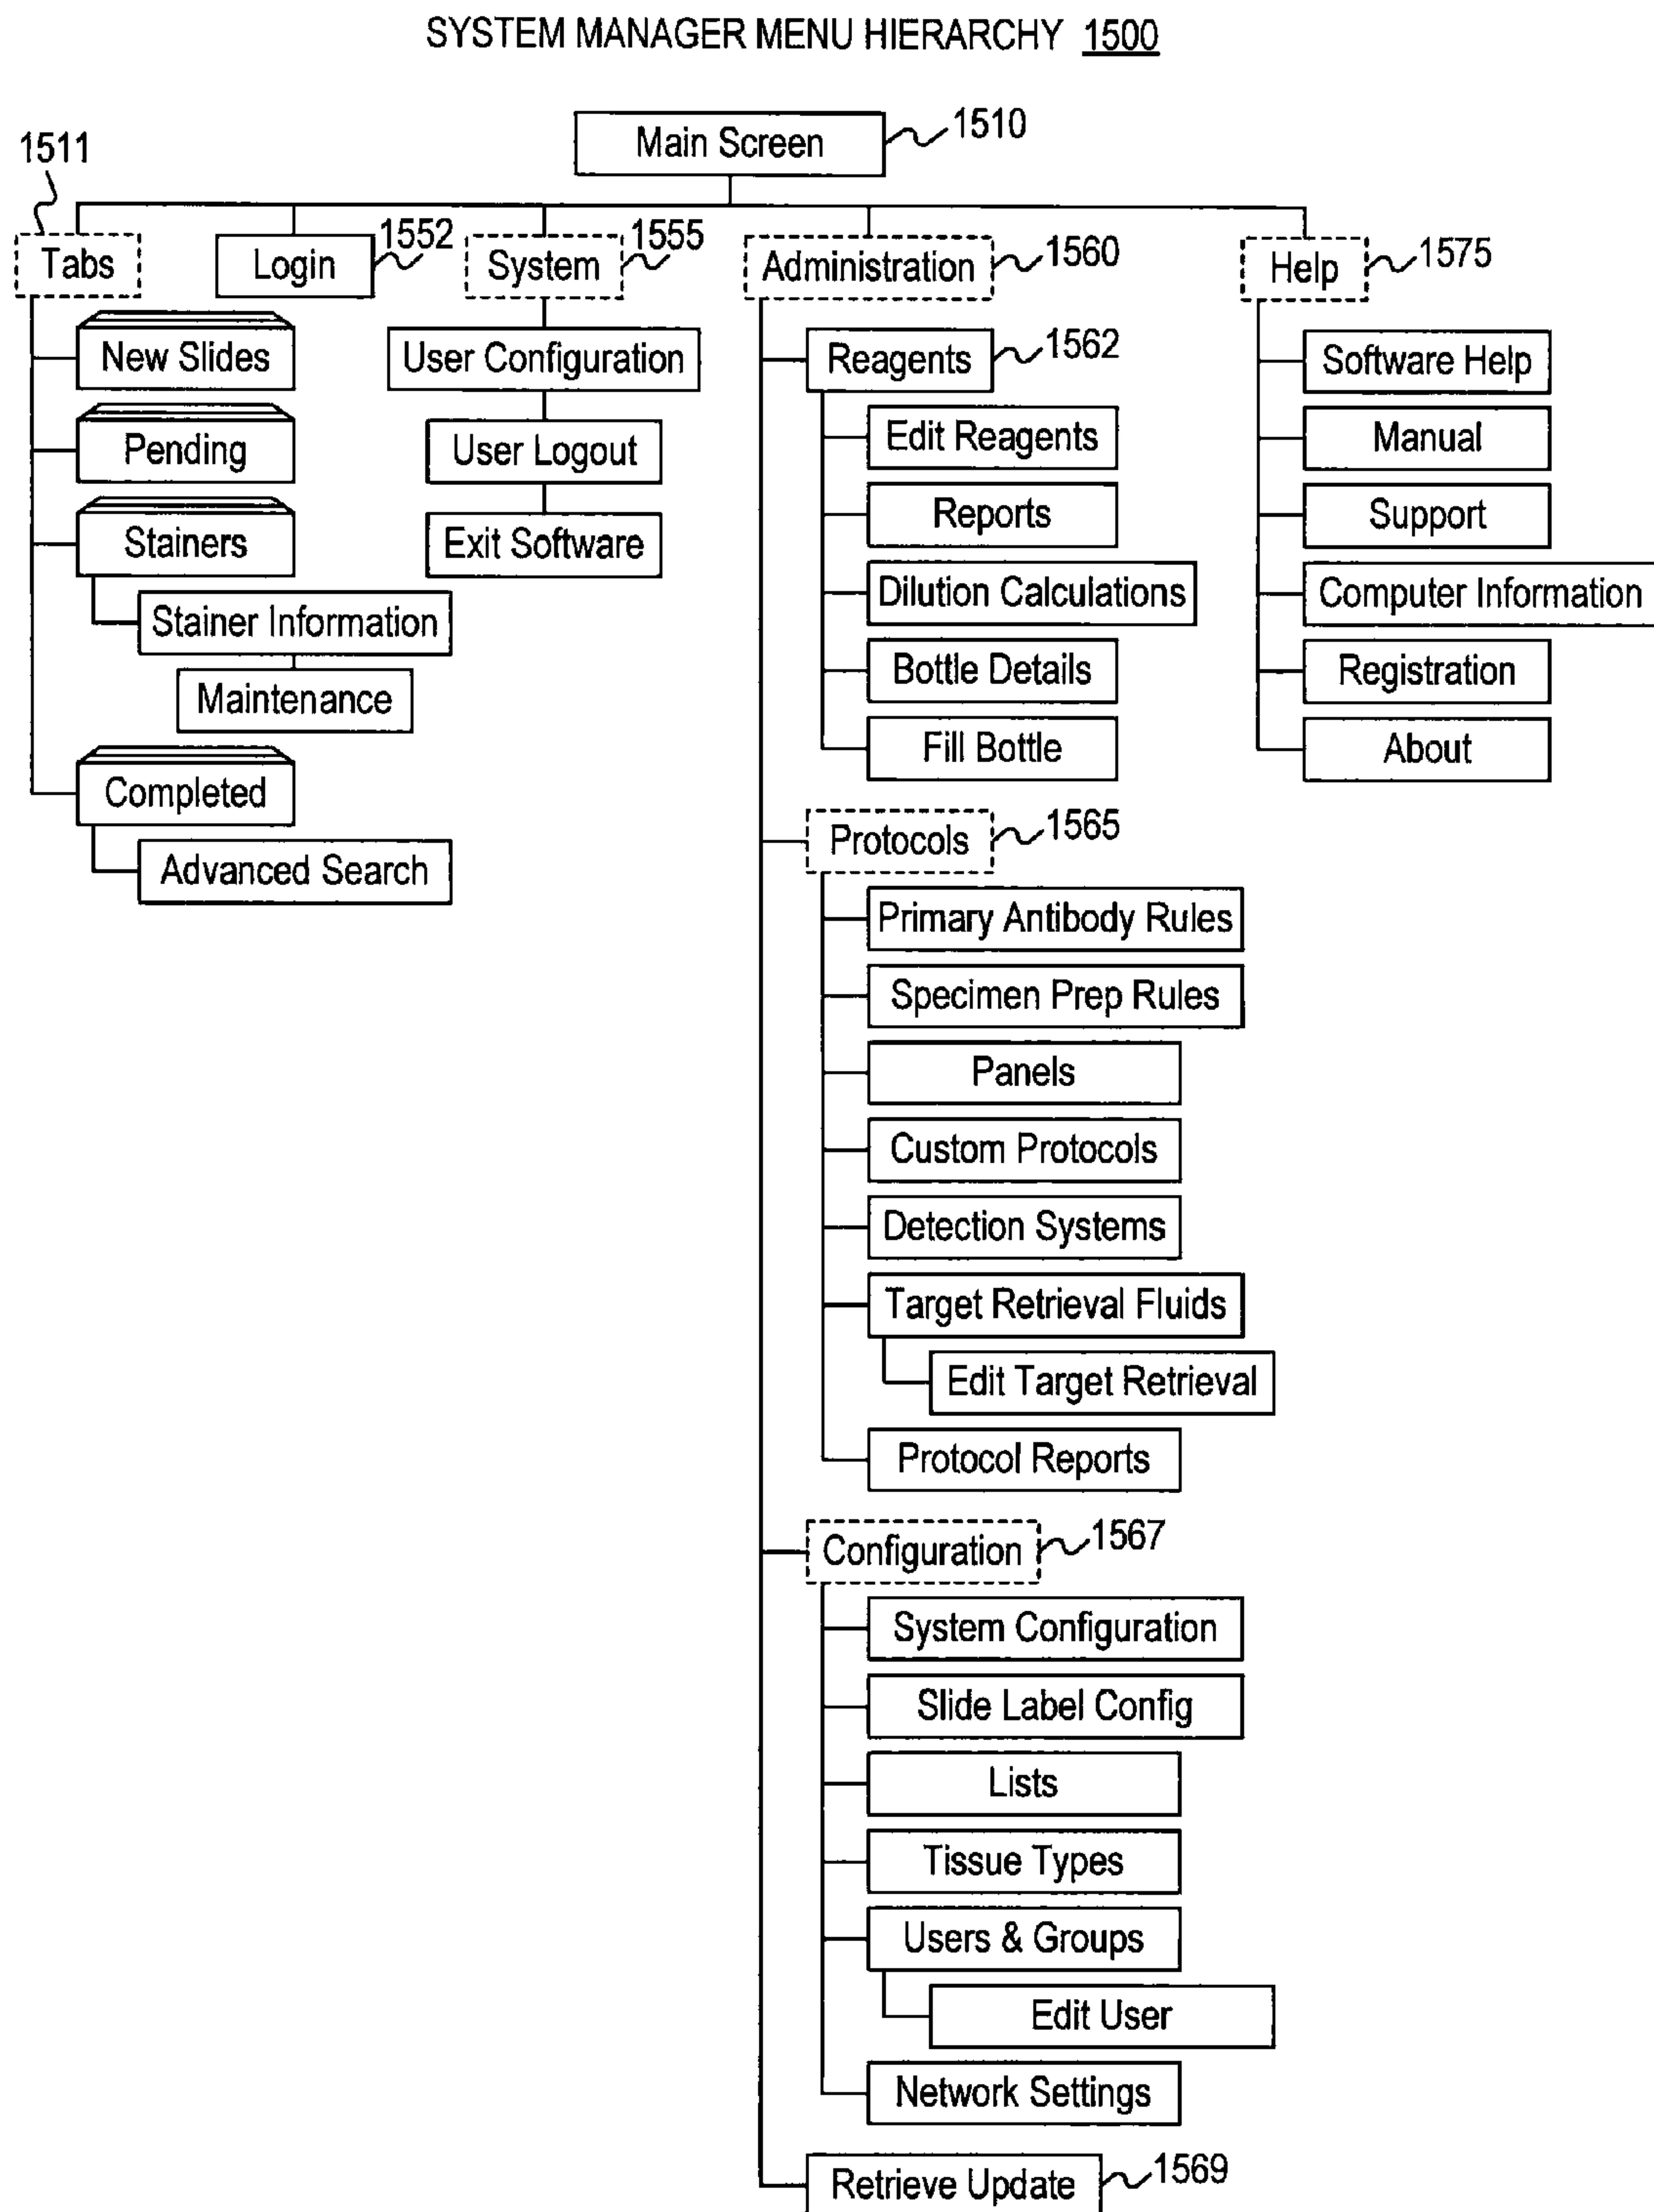 SYSTEM MANAGER MENU HIERARCHY 1500
Main Screen
1510
1511
Tabs
Login
1552
System
1555
Administration
1560
Help
1575
New Slides
Pending
Stainers
Stainer Information
Maintenance
Completed
Advanced Search
User Configuration
User Logout
Exit Software
Reagents
1562
Edit Reagents
Reports
Dilution Calculations
Bottle Details
Fill Bottle
Protocols
1565
Primary Antibody Rules
Specimen Prep Rules
Panels
Custom Protocols
Detection Systems
Target Retrieval Fluids
Edit Target Retrieval
Protocol Reports
Configuration
1567
System Configuration
Slide Label Config
Lists
Tissue Types
Users & Groups
Edit User
Network Settings
Retrieve Update
1569
Software Help
Manual
Support
Computer Information
Registration
About